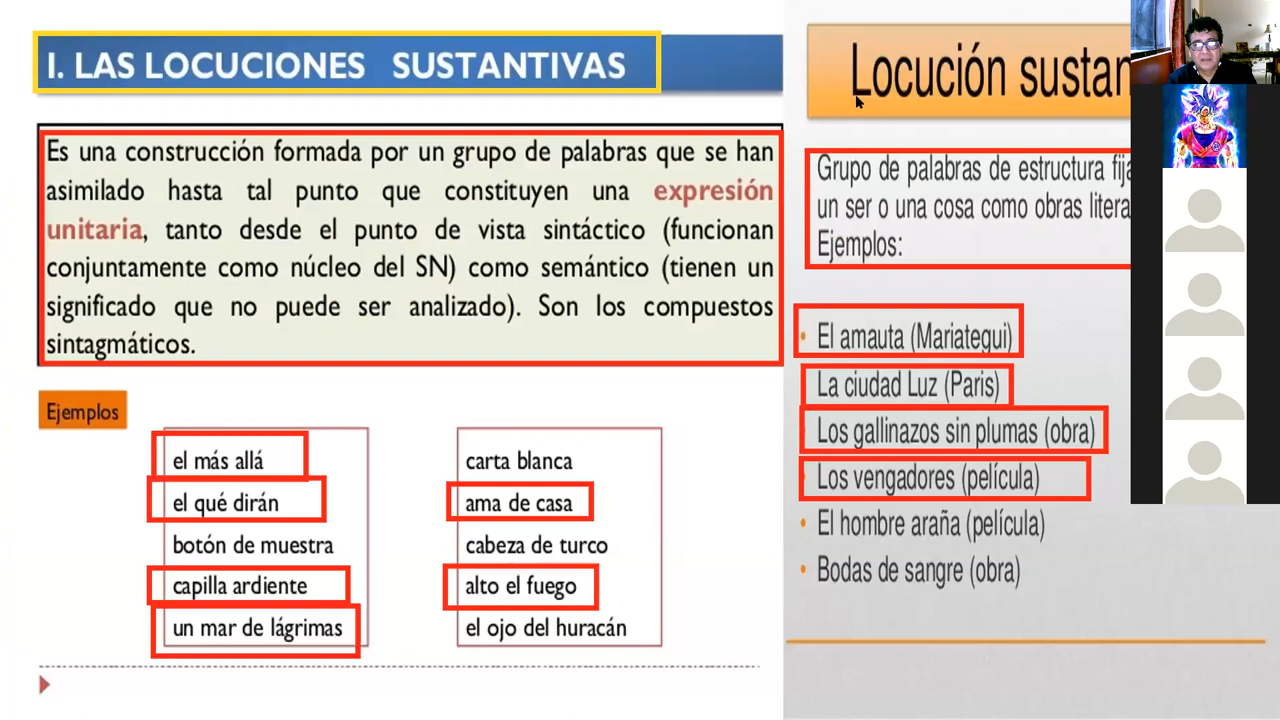 I. LAS LOCUCIONES SUSTANTIVAS
Es una construcción formada por un grupo de palabras que se han
asimilado hasta tal punto que constituyen una expresión
unitaria, tanto desde el punto de vista sintáctico (funcionan
conjuntamente como núcleo del SN) como semántico (tienen un
significado que no puede ser analizado). Son los compuestos
sintagmáticos.
Ejemplos
el más allá
el qué dirán
botón de muestra
capilla ardiente
un mar de lágrimas
carta blanca
ama de casa
cabeza de turco
alto el fuego
el ojo del huracán
Locución sustan
Grupo de palabras de estructura fija
un ser o una cosa como obras litera
Ejemplos:
• El amauta (Mariategui)
La ciudad Luz (Paris)
Los gallinazos sin plumas (obra)
Los vengadores (película)
• El hombre araña (película)
• Bodas de sangre (obra)